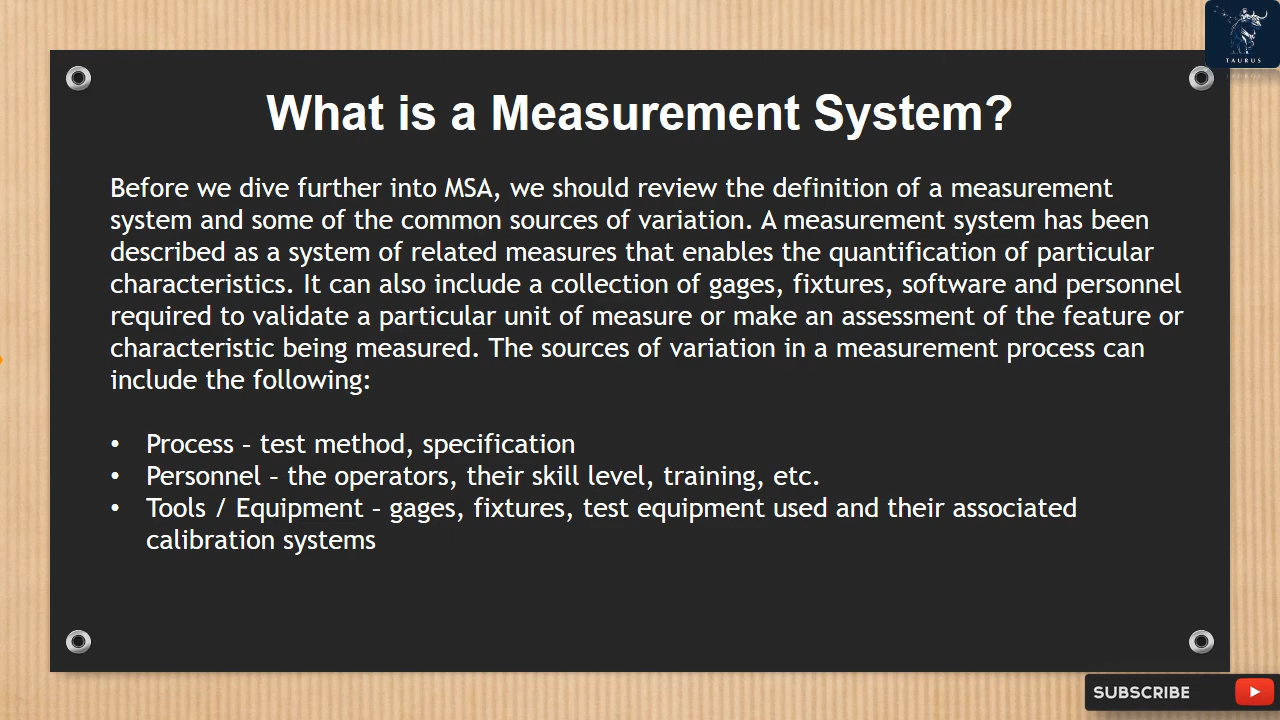 TAURUS
What is a Measurement System?
Before we dive further into MSA, we should review the definition of a measurement
system and some of the common sources of variation. A measurement system has been
described as a system of related measures that enables the quantification of particular
characteristics. It can also include a collection of gages, fixtures, software and personnel
required to validate a particular unit of measure or make an assessment of the feature or
characteristic being measured. The sources of variation in a measurement process can
include the following:
• Process – test method, specification
• Personnel – the operators, their skill level, training, etc.
• Tools / Equipment – gages, fixtures, test equipment used and their associated
calibration systems
SUBSCRIBE